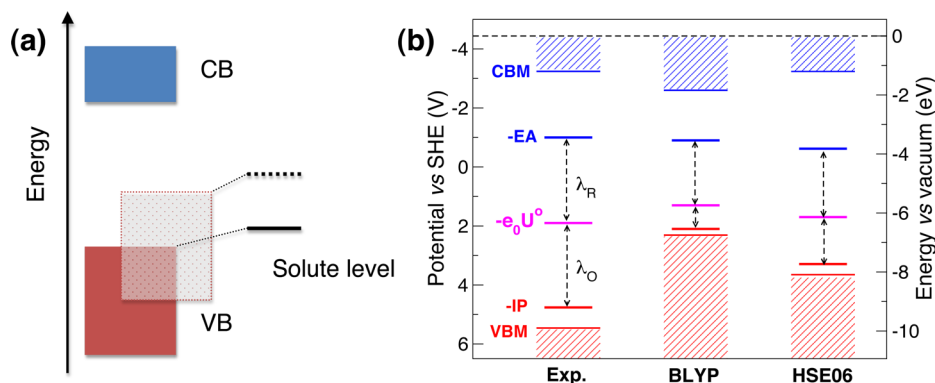 (a)
Energy
CB
VB
Solute level
(b)
Potential vs SHE (V)
-4
-2
0
2
4
6
CBM
-EA
-e₀U°
-IP
VBM
λR
λO
Exp.
BLYP
HSE06
0
-2
-4
-6
-8
-10
Energy vs vacuum (eV)